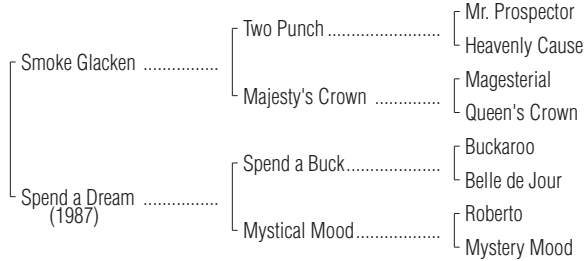 Mr. Prospector
Two Punch ....................
Heavenly Cause
Smoke Glacken ..............
Magesterial
Majesty's Crown ............
Queen's Crown
Buckaroo
Spend a Buck.................
Belle de Jour
Spend a Dream ..............
(1987)
Roberto
Mystical Mood................
Mystery Mood